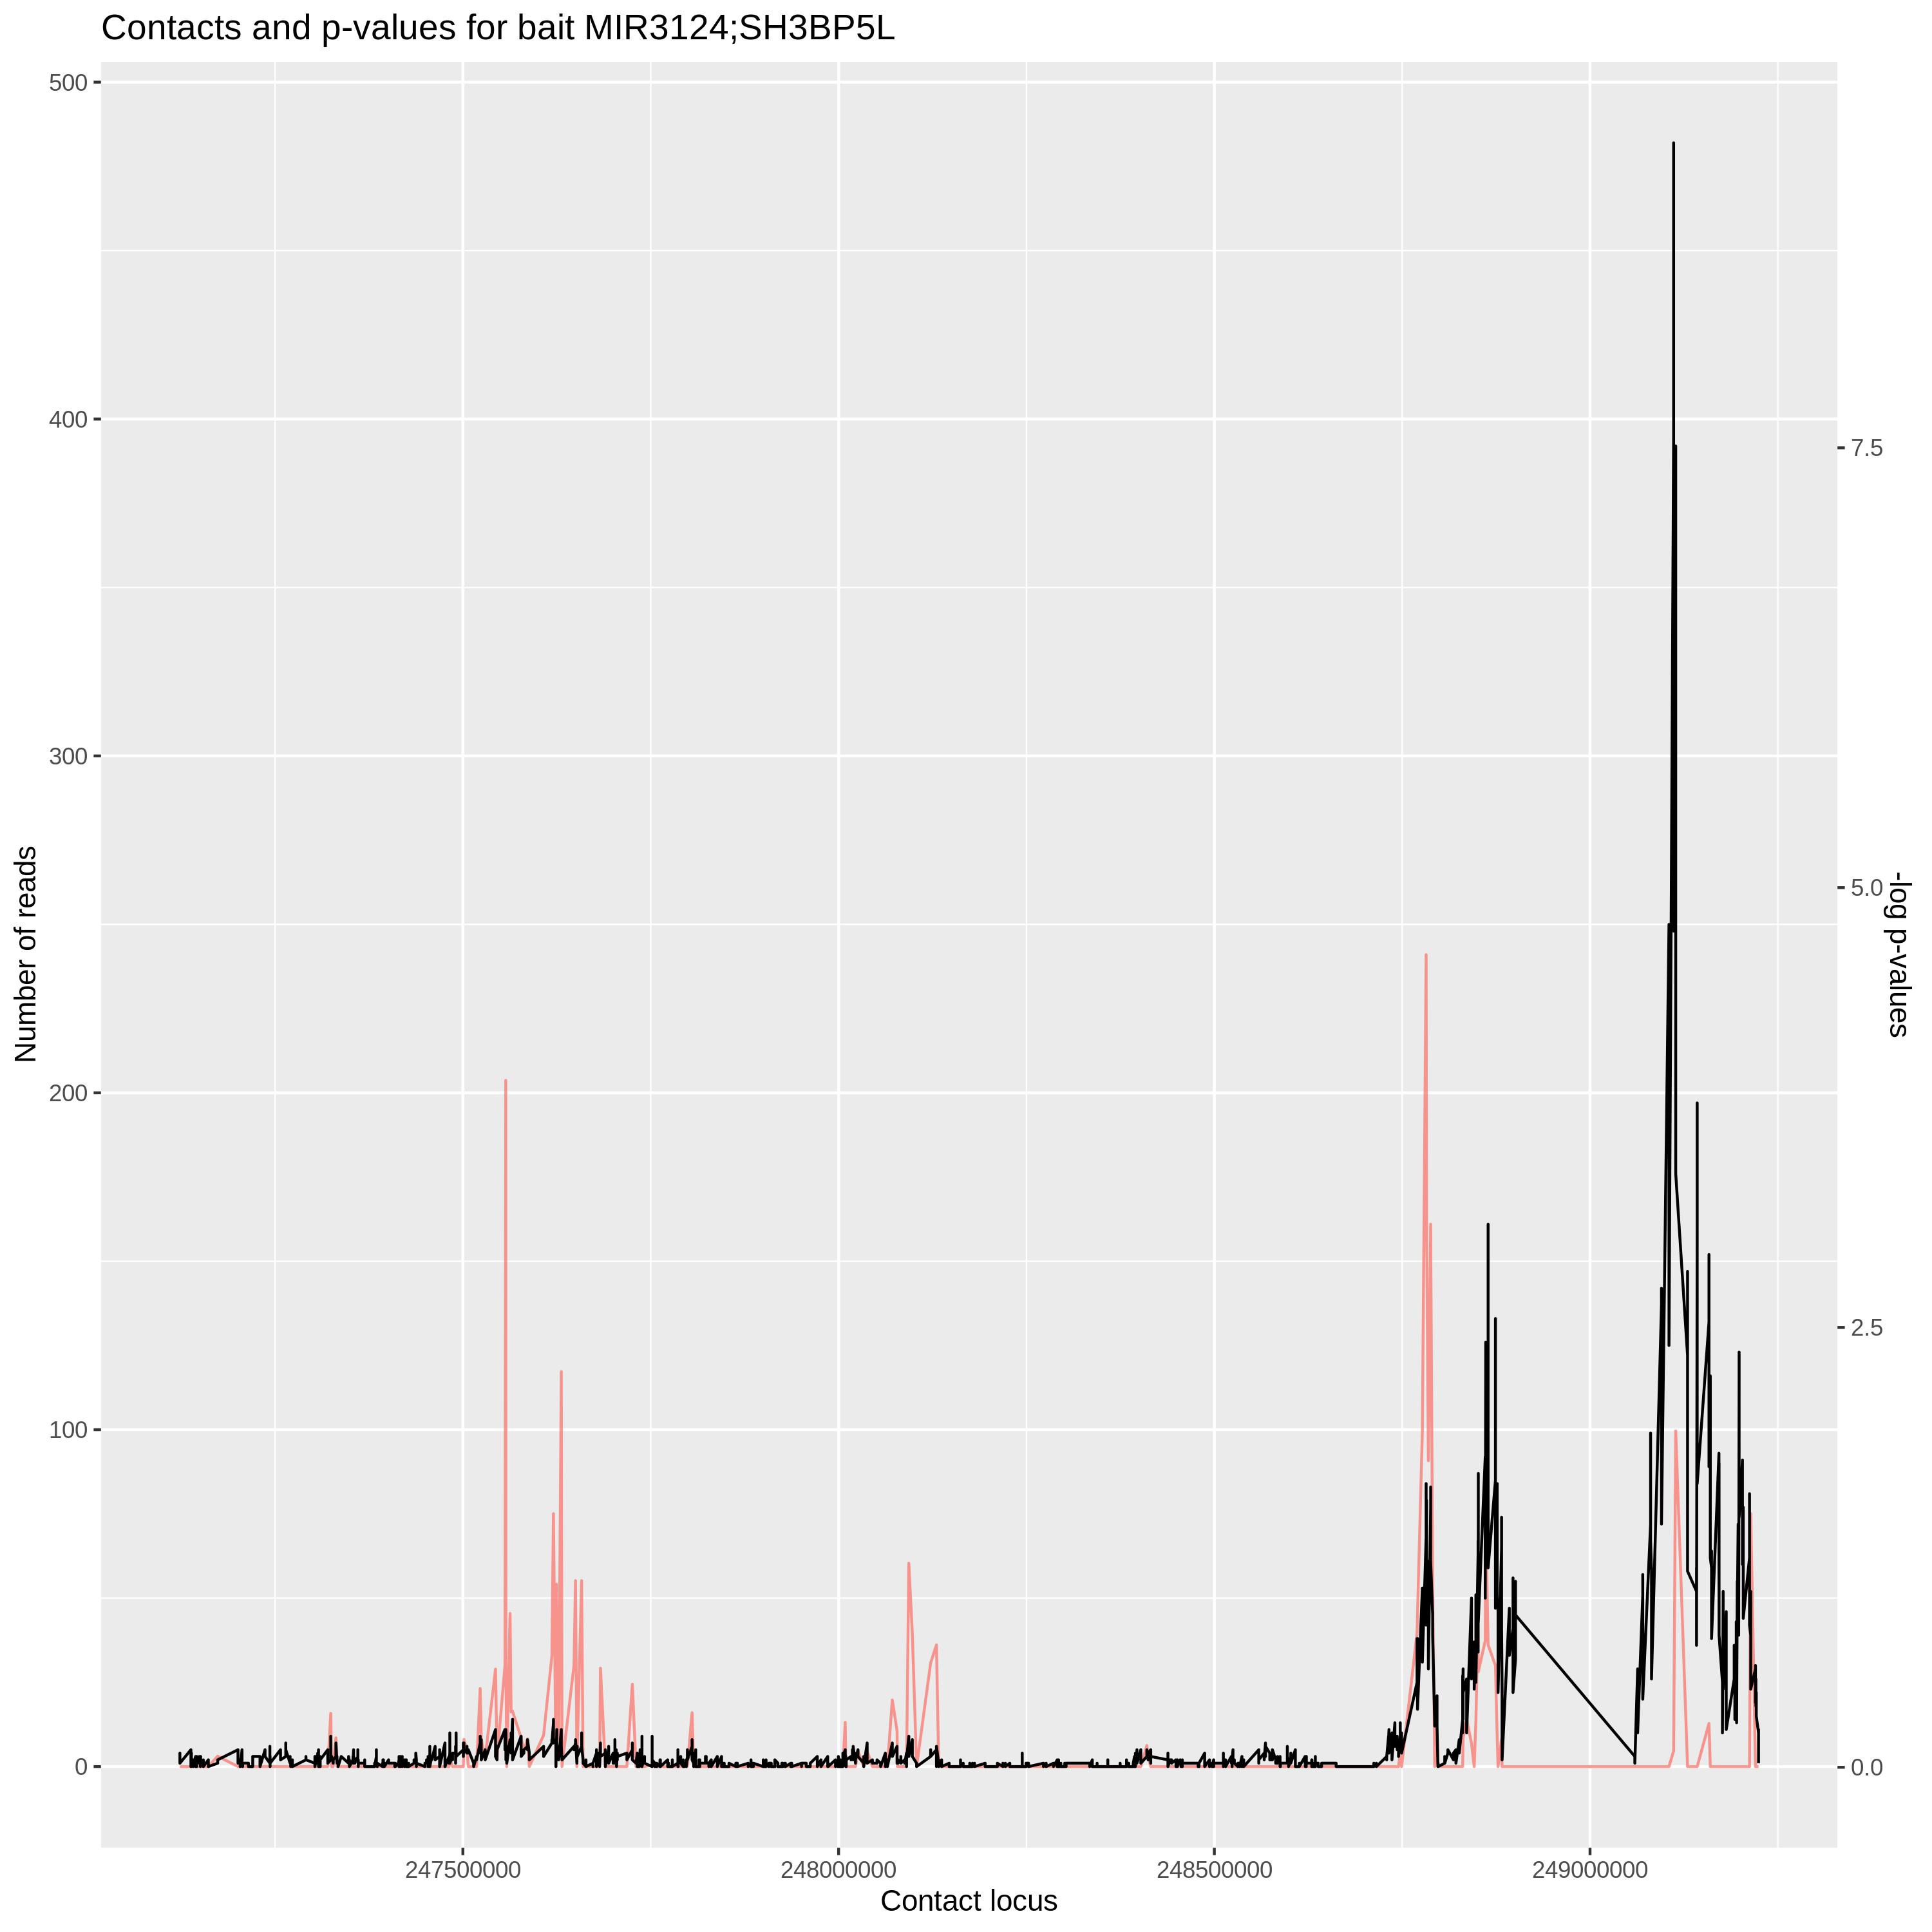 Contacts and p-values for bait MIR3124;SH3BP5L
500
400
300
200
100
0
Number of reads
7.5
5.0
2.5
0.0
-log p-values
247500000 248000000 248500000 249000000
Contact locus